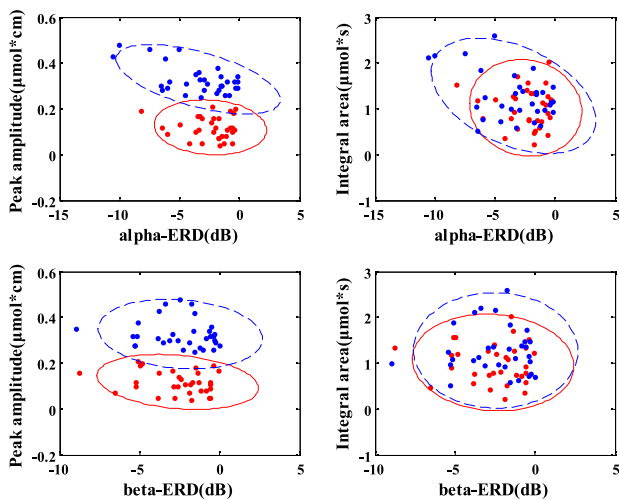 Peak amplitude(μmol*cm)
0.6
0.4
0.2
0
0.2
-15 -10 -5 0 5
alpha-ERD(dB)
Integral area(μmol*s)
3
2
1
0
-1
-15 -10 -5 0 5
alpha-ERD(dB)
Peak amplitude(μmol*cm)
0.6
0.4
0.2
0
0.2
-10 -5 0 5
beta-ERD(dB)
Integral area(μmol*s)
3
2
1
0
-1
-10 -5 0 5
beta-ERD(dB)